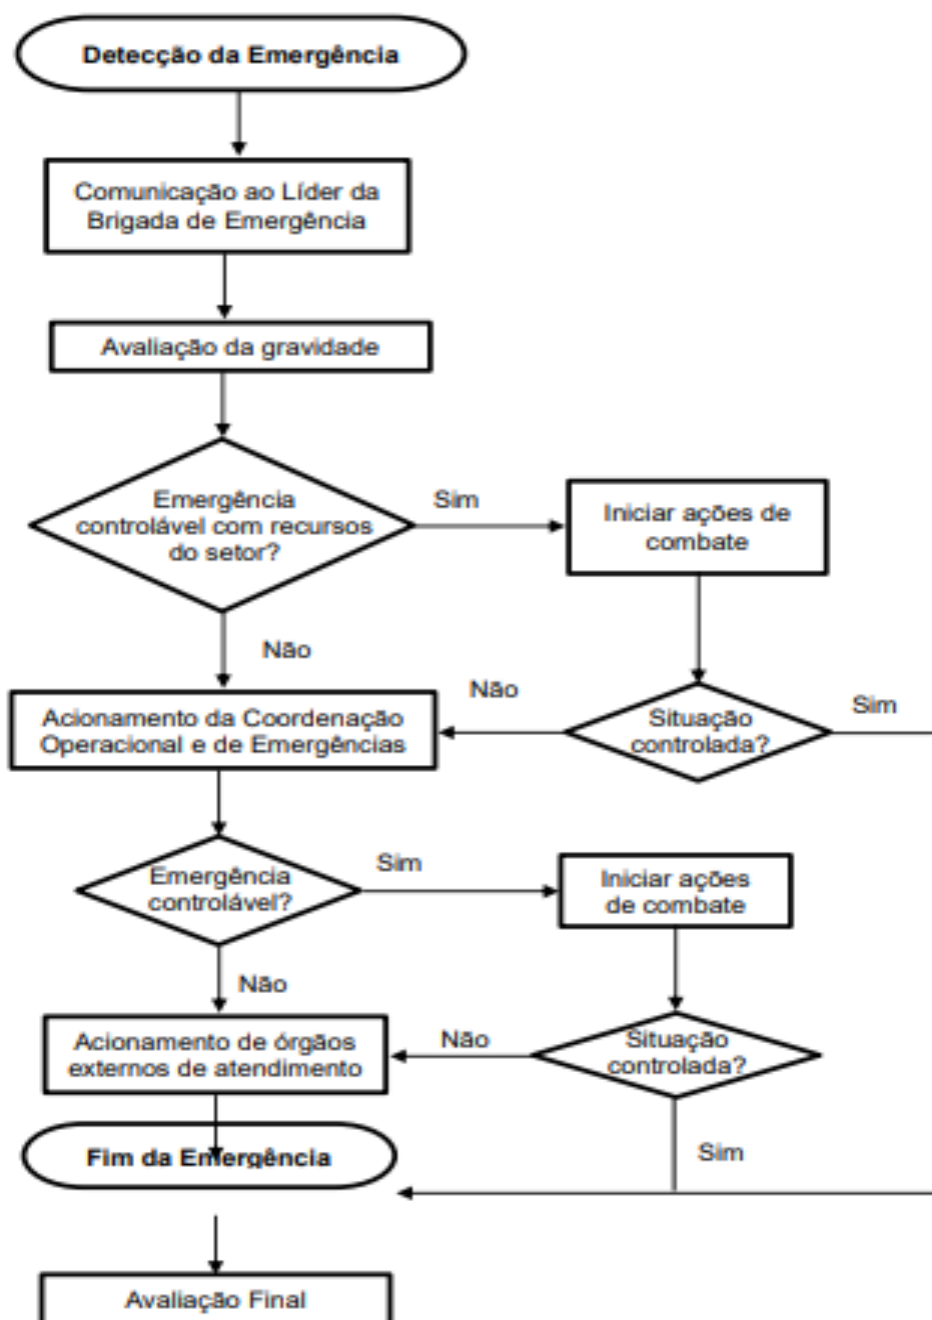 Detecção da Emergência
Comunicação ao Líder da
Brigada de Emergência
Avaliação da gravidade
Emergência
controlável com recursos
do setor?
Sim
Iniciar ações de
combate
Não
Acionamento da Coordenação
Operacional e de Emergências
Não
Situação
controlada?
Sim
Emergência
controlável?
Sim
Iniciar ações
de combate
Não
Acionamento de órgãos
externos de atendimento
Não
Situação
controlada?
Fim da Emergência
Sim
Avaliação Final